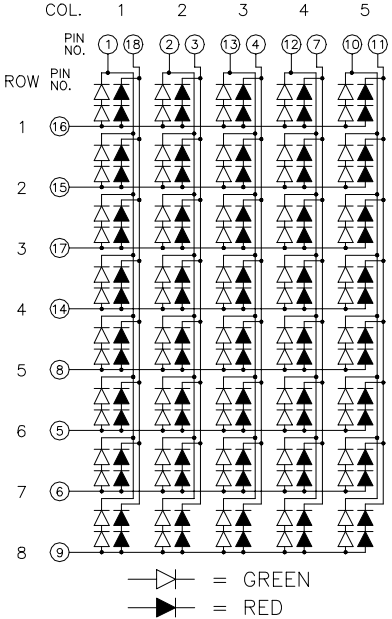 COL. 1 2 3 4 5
PIN NO. 1 18 2 3 13 4 12 7 10 11
ROW PIN NO.
1 16
2 15
3 17
4 14
5 8
6 5
7 6
8 9
= GREEN
= RED